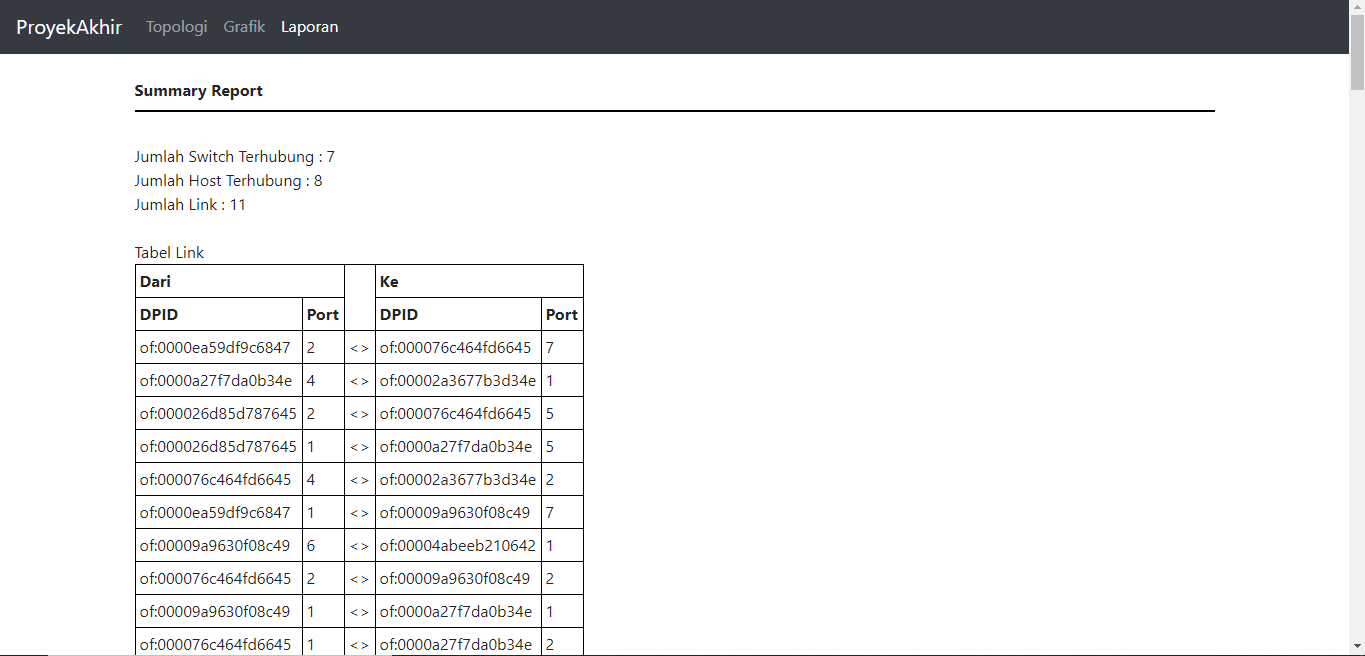 ProyekAkhir Topologi Grafik Laporan
Summary Report
Jumlah Switch Terhubung : 7
Jumlah Host Terhubung : 8
Jumlah Link : 11
Tabel Link
Dari Ke
DPID Port DPID Port
of:0000ea59df9c6847 2 <> of:000076c464fd6645 7
of:0000a27f7da0b34e 4 <> of:00002a3677b3d34e 1
of:000026d85d787645 2 <> of:000076c464fd6645 5
of:000026d85d787645 1 <> of:0000a27f7da0b34e 5
of:000076c464fd6645 4 <> of:00002a3677b3d34e 2
of:0000ea59df9c6847 1 <> of:00009a9630f08c49 7
of:00009a9630f08c49 6 <> of:00004abeeb210642 1
of:000076c464fd6645 2 <> of:00009a9630f08c49 2
of:00009a9630f08c49 1 <> of:0000a27f7da0b34e 1
of:000076c464fd6645 1 <> of:0000a27f7da0b34e 2